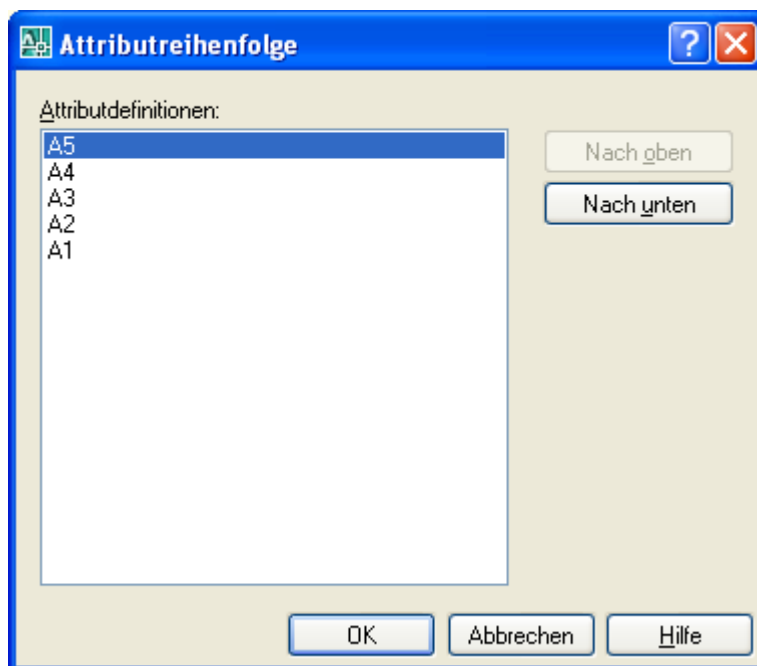 Attributreihenfolge
Attributdefinitionen:
A5
A4
A3
A2
A1
Nach oben
Nach unten
OK
Abbrechen
Hilfe